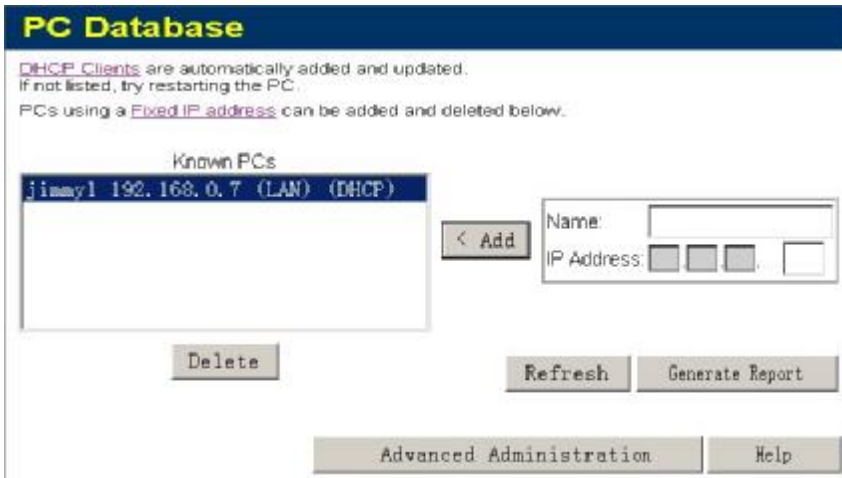 PC Database
DHCP Clients are automatically added and updated.
If not listed, try restarting the PC.
PCs using a Fixed IP address can be added and deleted below.
Known PCs
jimmyl 192.168.0.7 (LAN) (DHCP)
< Add
Name:
IP Address: . . .
Delete
Refresh
Generate Report
Advanced Administration
Help